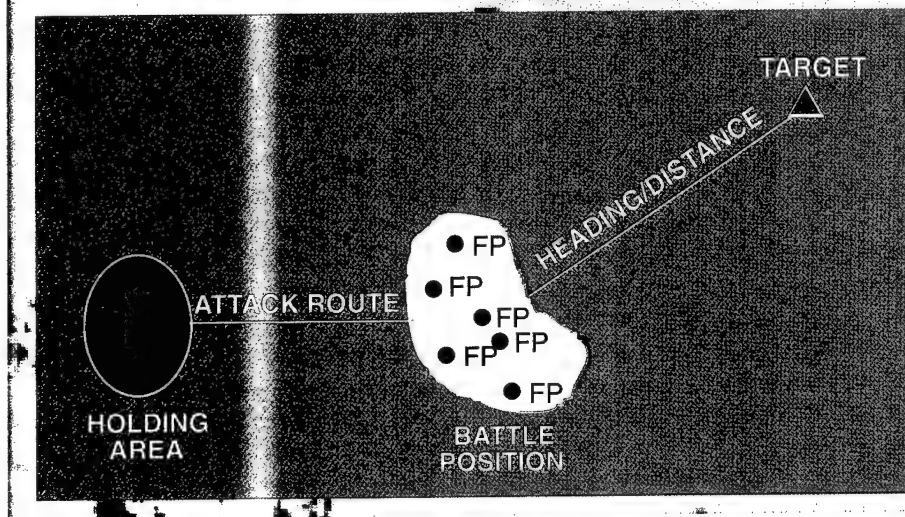 TARGET
HEADING/DISTANCE
FP
FP
ATTACK ROUTE
FP
FP
FP
FP
HOLDING
AREA
BATTLE
POSITION